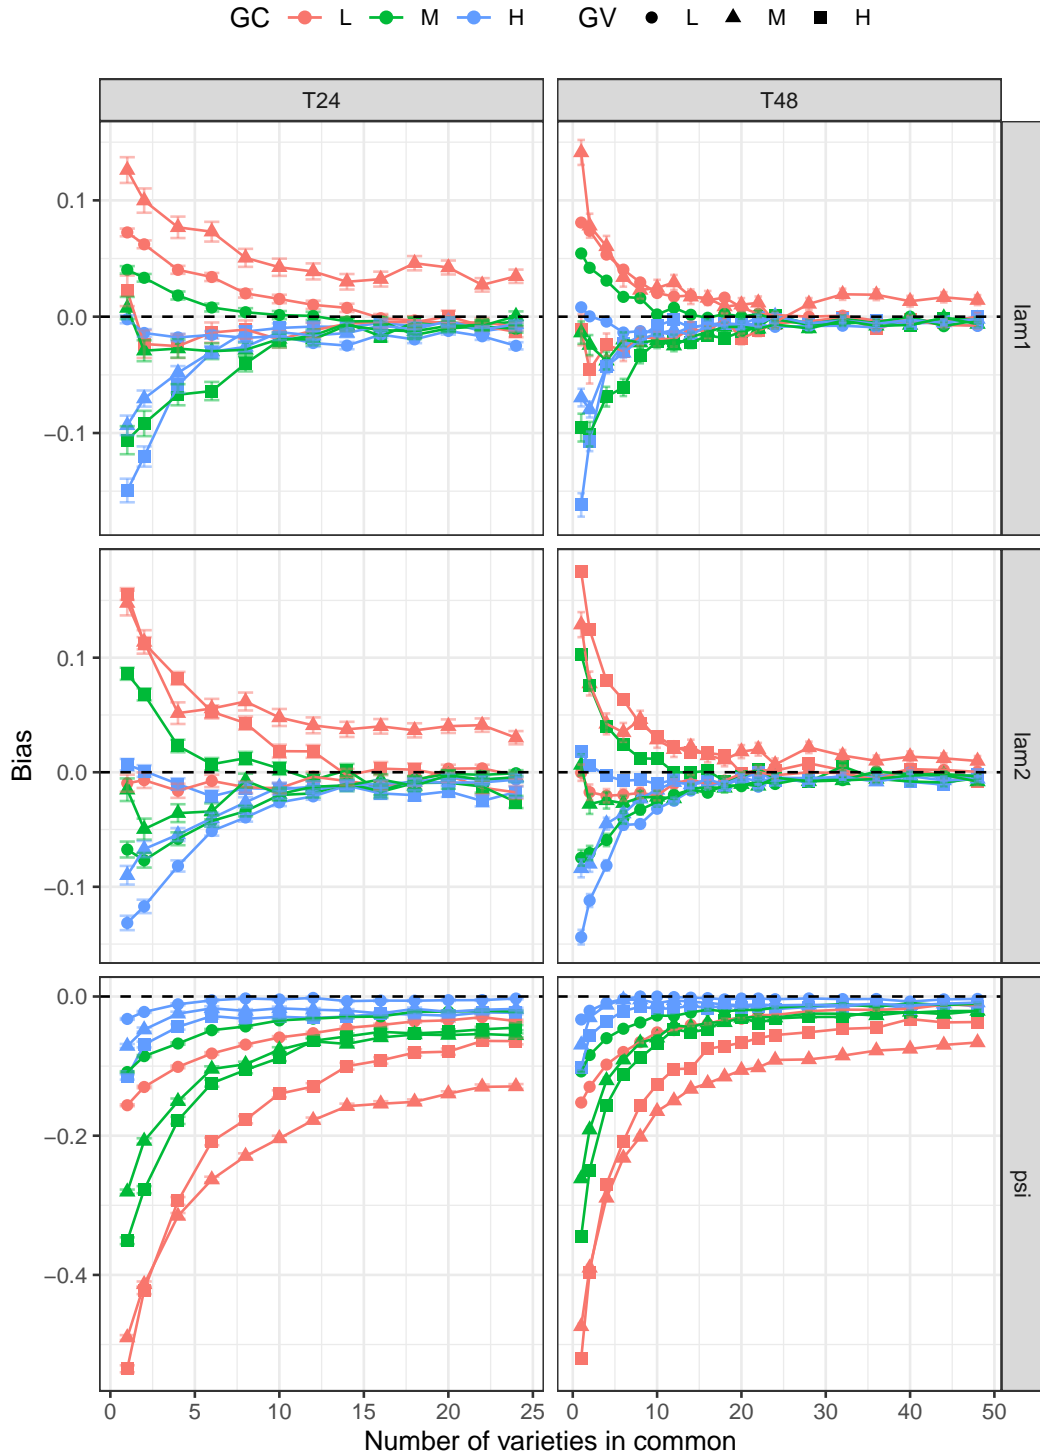 GC L M H GV L M H
T24 T48
0.1
0.0
−0.1
lam1
0.1
0.0
−0.1
lam2
Bias
0.0
−0.2
−0.4
psi
0 5 10 15 20 25 0 10 20 30 40 50
Number of varieties in common